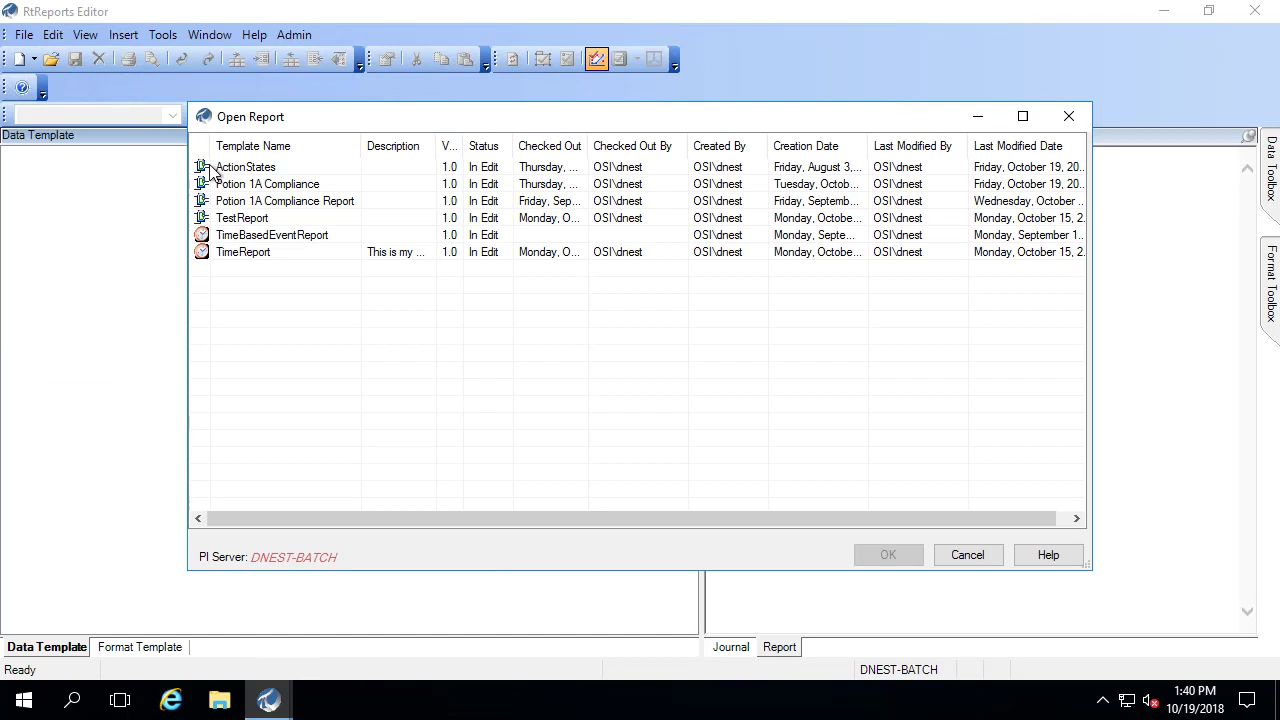 RtReports Editor
File Edit View Insert Tools Window Help Admin
Data Template
Open Report
Template Name Description V... Status Checked Out Checked Out By Created By Creation Date Last Modified By Last Modified Date
ActionStates 1.0 In Edit Thursday, ... OSI\dnest OSI\dnest Friday, August 3,... OSI\dnest Friday, October 19, 20...
Potion 1A Compliance 1.0 In Edit Thursday, ... OSI\dnest OSI\dnest Tuesday, Octob... OSI\dnest Friday, October 19, 20...
Potion 1A Compliance Report 1.0 In Edit Friday, Sep... OSI\dnest OSI\dnest Friday, Septemb... OSI\dnest Wednesday, October ...
TestReport 1.0 In Edit Monday, O... OSI\dnest OSI\dnest Monday, Octobe... OSI\dnest Monday, October 15, 2...
TimeBasedEventReport 1.0 In Edit OSI\dnest Monday, Septe... OSI\dnest Monday, September 1...
TimeReport This is my ... 1.0 In Edit Monday, O... OSI\dnest OSI\dnest Monday, Octobe... OSI\dnest Monday, October 15, 2...
PI Server: DNEST-BATCH
OK Cancel Help
Data Toolbox
Format Toolbox
Data Template Format Template
Journal Report
Ready DNEST-BATCH
1:40 PM
10/19/2018